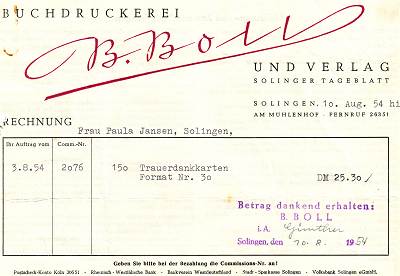 BUCHDRUCKEREI
B. BOLL
UND VERLAG
SOLINGER TAGEBLATT
SOLINGEN, 10. Aug. 54 hi
AM MÜHLENHOF - FERNRUF 26351
RECHNUNG
Frau Paula Jansen, Solingen,
Ihr Auftrag vom Comm.-Nr.
3.8.54 2076 150 Trauerdankkarten DM 25.30/
Format Nr. 30
Betrag dankend erhalten:
B. BOLL
i.A. Günther
Solingen, den 10. 8. 1954
Geben Sie bitte bei der Bezahlung die Commissions-Nr. an!
Postscheck-Konto Köln 30551 - Rheinisch-Westfälische Bank - Bankverein Westdeutschland - Stadt-Sparkasse Solingen - Volksbank Solingen eGmbH.